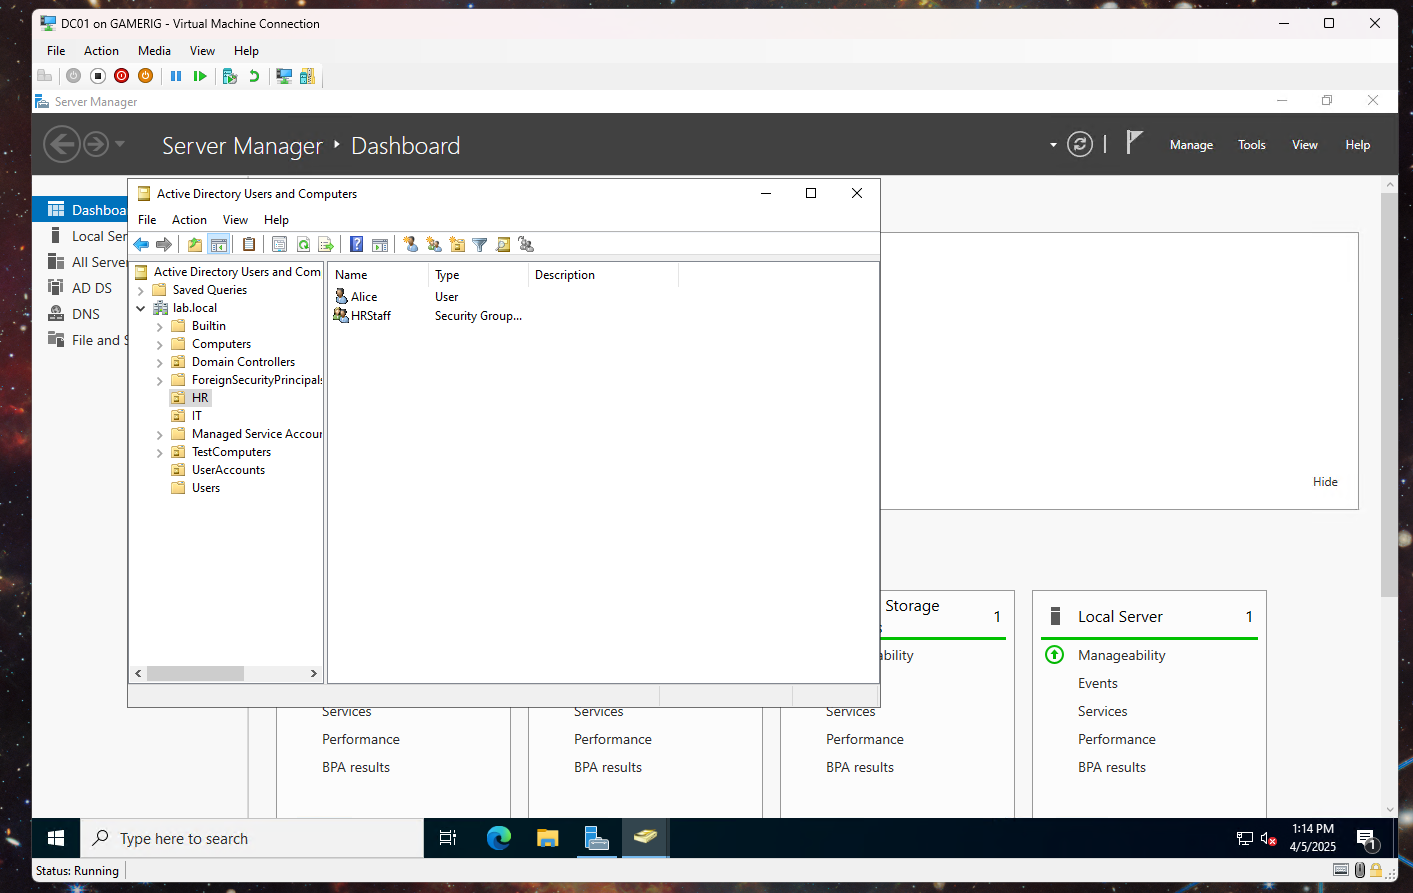 DC01 on GAMERIG - Virtual Machine Connection
File Action Media View Help
Server Manager
Server Manager Dashboard
Manage Tools View Help
Dashboa
Local Ser
All Server
AD DS
DNS
File and S
Active Directory Users and Computers
File Action View Help
Active Directory Users and Com
Saved Queries
lab.local
Builtin
Computers
Domain Controllers
ForeignSecurityPrincipals
HR
IT
Managed Service Accour
TestComputers
UserAccounts
Users
Name Type Description
Alice User
HRStaff Security Group...
Hide
Services
Performance
BPA results
Services
Performance
BPA results
Storage 1
ability
Services
Performance
BPA results
Local Server 1
Manageability
Events
Services
Performance
BPA results
Type here to search
1:14 PM
4/5/2025
1
Status: Running